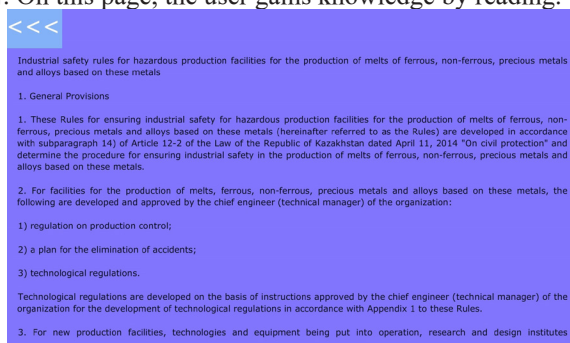 . On this page, the user gains knowledge by reading.
<<<
Industrial safety rules for hazardous production facilities for the production of melts of ferrous, non-ferrous, precious metals
and alloys based on these metals
1. General Provisions
1. These Rules for ensuring industrial safety for hazardous production facilities for the production of melts of ferrous, non-
ferrous, precious metals and alloys based on these metals (hereinafter referred to as the Rules) are developed in accordance
with subparagraph 14) of Article 12-2 of the Law of the Republic of Kazakhstan dated April 11, 2014 "On civil protection" and
determine the procedure for ensuring industrial safety in the production of melts of ferrous, non-ferrous, precious metals and
alloys based on these metals.
2. For facilities for the production of melts, ferrous, non-ferrous, precious metals and alloys based on these metals, the
following are developed and approved by the chief engineer (technical manager) of the organization:
1) regulation on production control;
2) a plan for the elimination of accidents;
3) technological regulations.
Technological regulations are developed on the basis of instructions approved by the chief engineer (technical manager) of the
organization for the development of technological regulations in accordance with Appendix 1 to these Rules.
3. For new production facilities, technologies and equipment being put into operation, research and design institutes